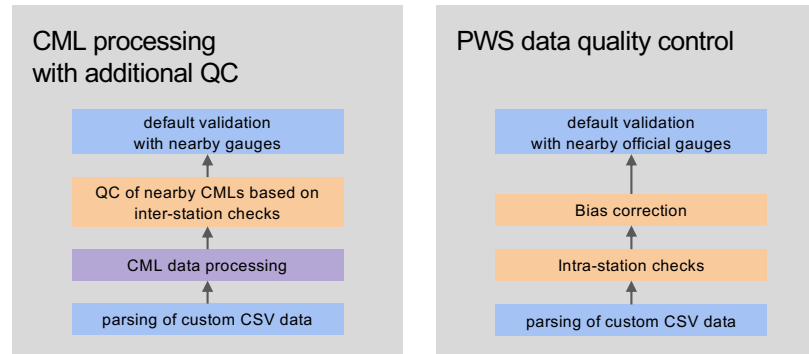 CML processing
with additional QC
default validation
with nearby gauges
QC of nearby CMLs based on
inter-station checks
CML data processing
parsing of custom CSV data
PWS data quality control
default validation
with nearby official gauges
Bias correction
Intra-station checks
parsing of custom CSV data